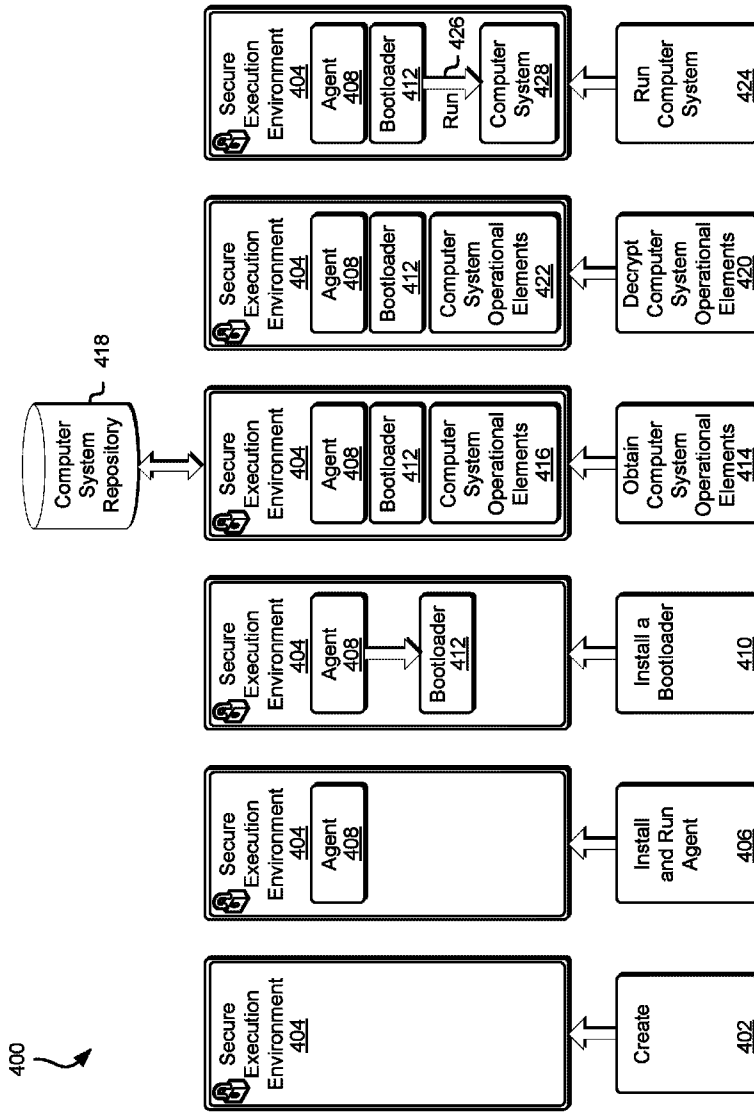 400
Computer
System
Repository
418
Secure
Execution
Environment
404
Secure
Execution
Environment
404
Agent
408
Secure
Execution
Environment
404
Agent
408
Bootloader
412
Secure
Execution
Environment
404
Agent
408
Bootloader
412
Computer
System
Operational
Elements
416
Secure
Execution
Environment
404
Agent
408
Bootloader
412
Computer
System
Operational
Elements
422
Secure
Execution
Environment
404
Agent
408
Bootloader
412
Run
426
Computer
System
428
Create
402
Install
and Run
Agent
406
Install a
Bootloader
410
Obtain
Computer
System
Operational
Elements
414
Decrypt
Computer
System
Operational
Elements
420
Run
Computer
System
424